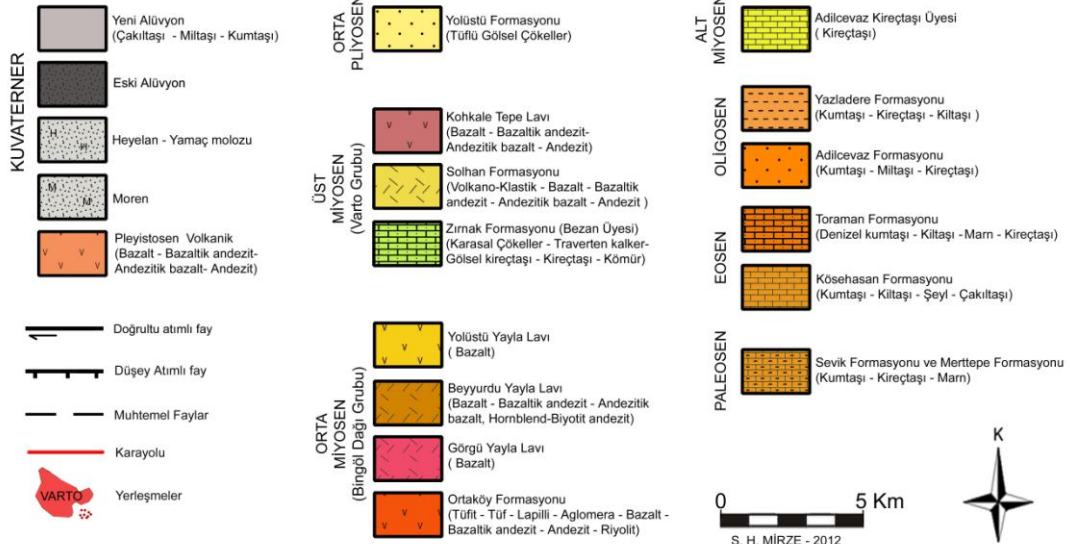 KUVATERNER
Yeni Alüvyon
(Çakıltaşı - Miltaşı - Kumtaşı)
Eski Alüvyon
H
H
Heyelan - Yamaç molozu
M
M
Moren
Pleyistosen Volkanik
(Bazalt - Bazaltik andezit-
Andezitik bazalt- Andezit)
Doğrultu atımlı fay
Düşey Atımlı fay
Muhtemel Faylar
Karayolu
VARTO
Yerleşmeler
ORTA
PLİYOSEN
Yolüstü Formasyonu
(Tüflü Gölsel Çökeller)
ÜST
MİYOSEN
(Varto Grubu)
Kohkale Tepe Lavı
(Bazalt - Bazaltik andezit-
Andezitik bazalt - Andezit)
Solhan Formasyonu
(Volkano-Klastik - Bazalt - Bazaltik
andezit - Andezitik bazalt - Andezit )
Zırnak Formasyonu (Bezan Üyesi)
(Karasal Çökeller - Traverten kalker-
Gölsel kireçtaşı - Kireçtaşı - Kömür)
ORTA
MİYOSEN
(Bingöl Dağı Grubu)
Yolüstü Yayla Lavı
( Bazalt)
Beyyurdu Yayla Lavı
(Bazalt - Bazaltik andezit - Andezitik
bazalt, Hornblend-Biyotit andezit)
Görgü Yayla Lavı
( Bazalt)
Ortaköy Formasyonu
(Tüfit - Tüf - Lapilli - Aglomera - Bazalt -
Bazaltik andezit - Andezit - Riyolit)
ALT
MİYOSEN
Adilcevaz Kireçtaşı Üyesi
( Kireçtaşı)
OLİGOSEN
Yazladere Formasyonu
(Kumtaşı - Kireçtaşı - Kiltaşı )
Adilcevaz Formasyonu
(Kumtaşı - Miltaşı - Kireçtaşı)
EOSEN
Toraman Formasyonu
(Denizel kumtaşı - Kiltaşı -Marn - Kireçtaşı)
Kösehasan Formasyonu
(Kumtaşı - Kiltaşı - Şeyl - Çakıltaşı)
PALEOSEN
Sevik Formasyonu ve Merttepe Formasyonu
(Kumtaşı - Kireçtaşı - Marn)
0 5 Km
S. H. MİRZE - 2012
K